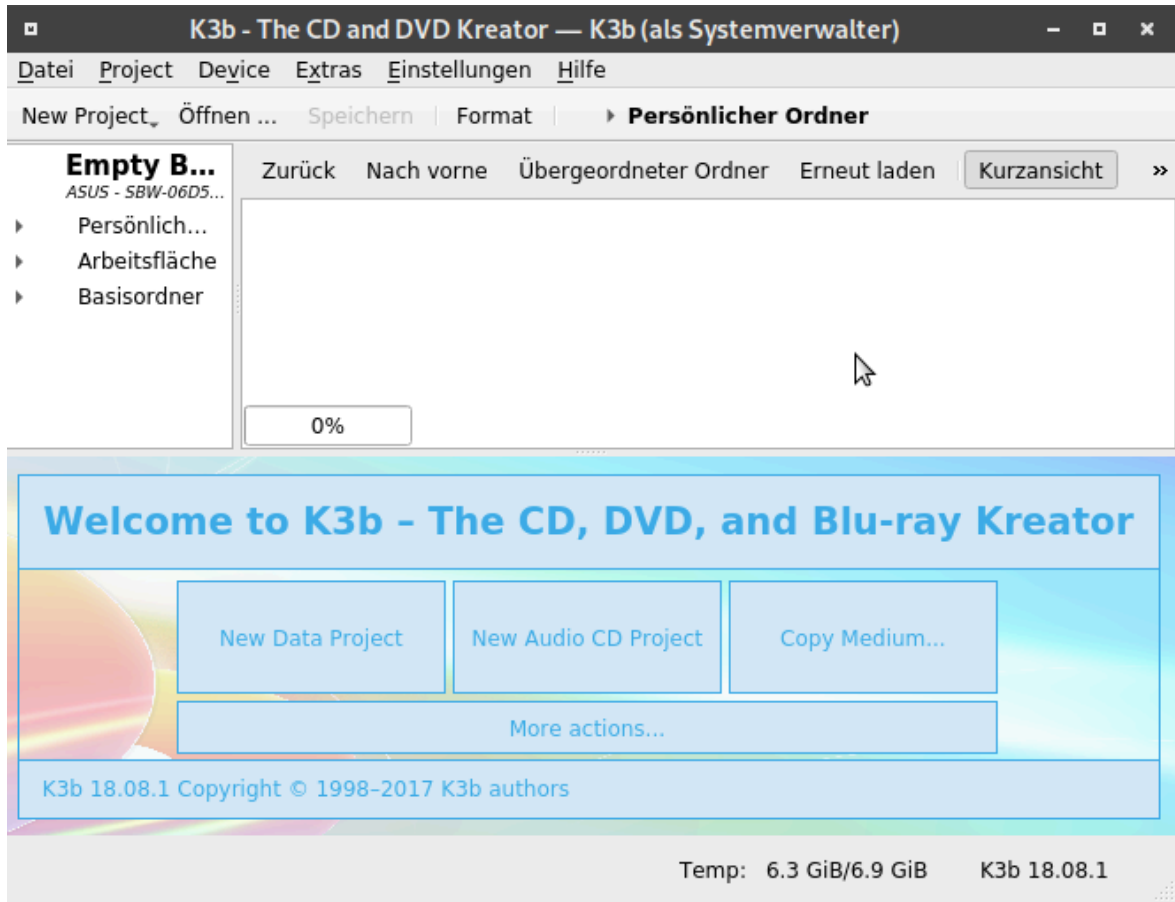 K3b - The CD and DVD Kreator — K3b (als Systemverwalter)
Datei Project Device Extras Einstellungen Hilfe
New Project Öffnen ... Speichern Format Persönlicher Ordner
Empty B...
ASUS - SBW-06D5...
Persönlich...
Arbeitsfläche
Basisordner
Zurück Nach vorne Übergeordneter Ordner Erneut laden Kurzansicht »
0%
Welcome to K3b – The CD, DVD, and Blu-ray Kreator
New Data Project New Audio CD Project Copy Medium...
More actions...
K3b 18.08.1 Copyright © 1998–2017 K3b authors
Temp: 6.3 GiB/6.9 GiB K3b 18.08.1